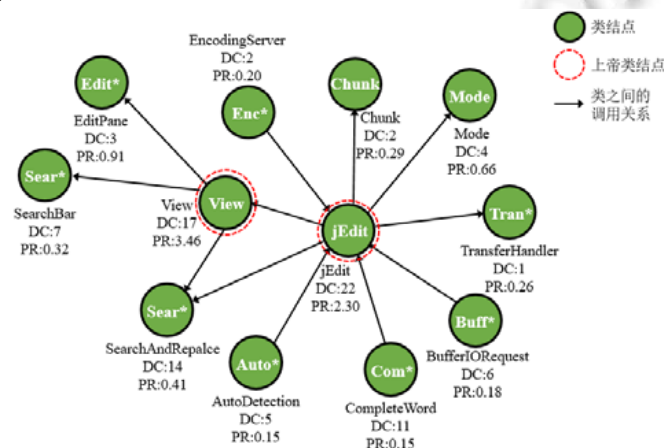 类结点
上帝类结点
类之间的
调用关系
EncodingServer
DC:2
PR:0.20
Edit*
EditPane
DC:3
PR:0.91
Enc*
Chunk
Chunk
DC:2
PR:0.29
Mode
Mode
DC:4
PR:0.66
Sear*
SearchBar
DC:7
PR:0.32
View
View
DC:17
PR:3.46
jEdit
jEdit
DC:22
PR:2.30
Tran*
TransferHandler
DC:1
PR:0.26
Sear*
SearchAndRepalce
DC:14
PR:0.41
Auto*
AutoDetection
DC:5
PR:0.15
Com*
CompleteWord
DC:11
PR:0.15
Buff*
BufferIORequest
DC:6
PR:0.18